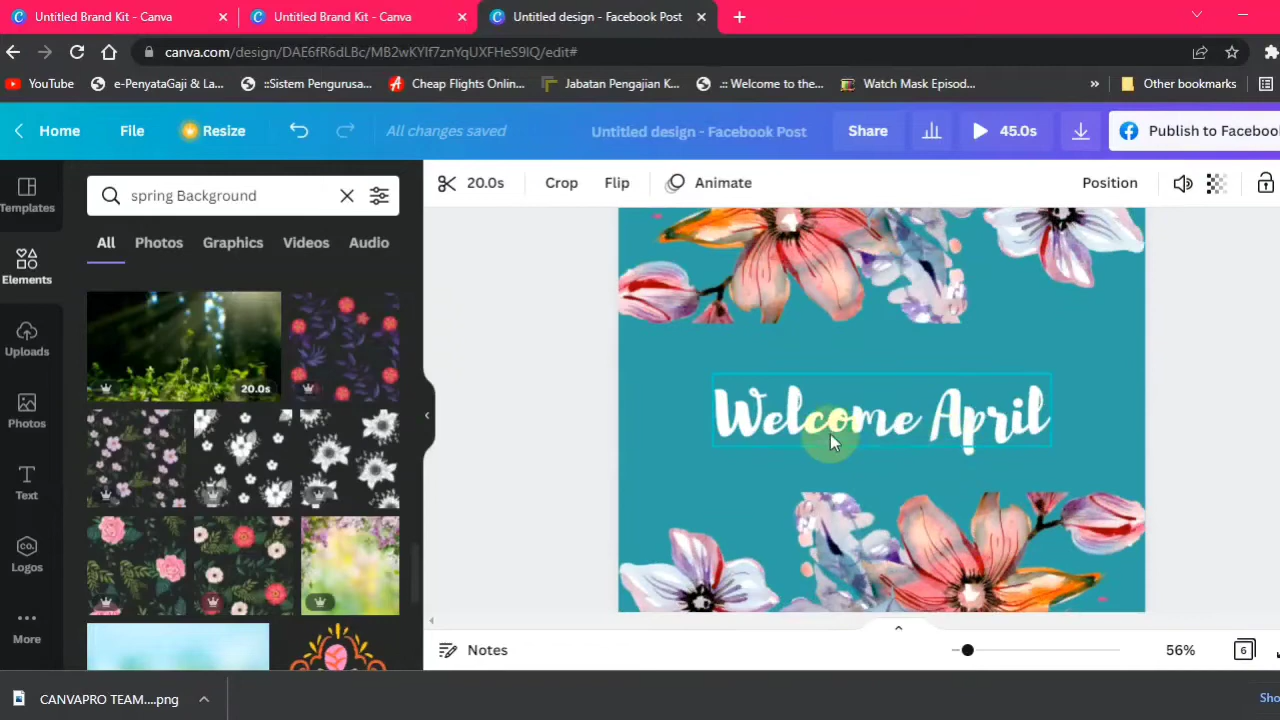 Untitled Brand Kit - Canva
Untitled Brand Kit - Canva
Untitled design - Facebook Post
canva.com/design/DAE6fR6dLBc/MB2wKYIf7znYqUXFHeS9IQ/edit#
YouTube
e-PenyataGaji & La...
::Sistem Pengurusa...
Cheap Flights Onlin...
Jabatan Pengajian K...
.:: Welcome to the...
Watch Mask Episod...
»
Other bookmarks
Home
File
Resize
All changes saved
Untitled design - Facebook Post
Share
45.0s
Publish to Faceboo
Templates
Elements
Uploads
Photos
Text
CO.
Logos
More
spring Background
All
Photos
Graphics
Videos
Audio
20.0s
20.0s
Crop
Flip
Animate
Position
Welcome April
Notes
56%
6
CANVAPRO TEAM....png
Sho